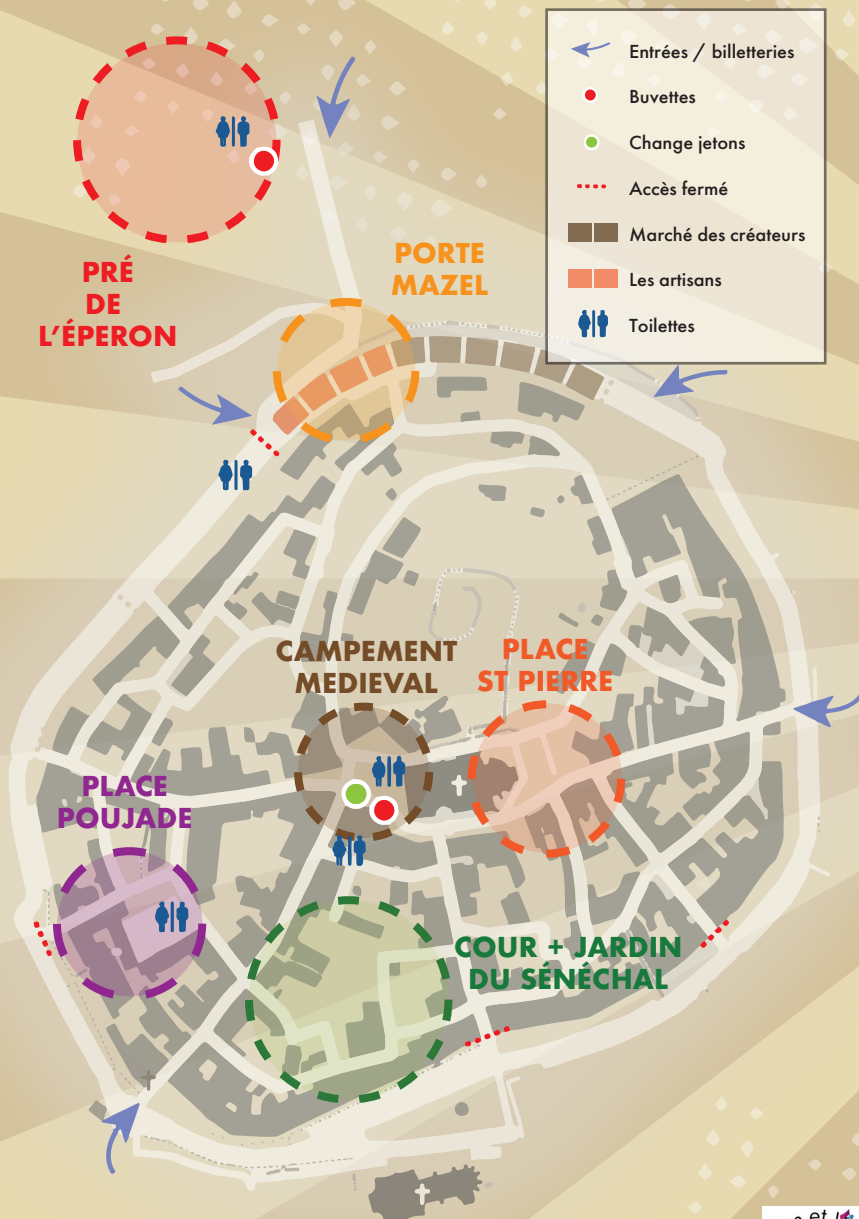 Entrées / billetteries
Buvettes
Change jetons
Accès fermé
Marché des créateurs
Les artisans
Toilettes
PORTE
MAZEL
PRÉ
DE
L'ÉPERON
CAMPEMENT
MEDIEVAL
PLACE
ST PIERRE
PLACE
POUJADE
COUR + JARDIN
DU SÉNÉCHAL
et